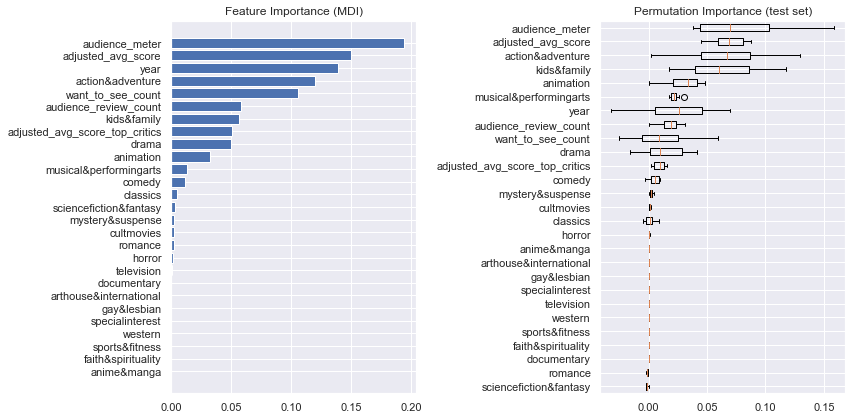 Feature Importance (MDI)
audience_meter
adjusted_avg_score
year
action&adventure
want_to_see_count
audience_review_count
kids&family
adjusted_avg_score_top_critics
drama
animation
musical&performingarts
comedy
classics
sciencefiction&fantasy
mystery&suspense
cultmovies
romance
horror
television
documentary
arthouse&international
gay&lesbian
specialinterest
western
sports&fitness
faith&spirituality
anime&manga
0.00 0.05 0.10 0.15 0.20
Permutation Importance (test set)
audience_meter
adjusted_avg_score
action&adventure
kids&family
animation
musical&performingarts
year
audience_review_count
want_to_see_count
drama
adjusted_avg_score_top_critics
comedy
mystery&suspense
cultmovies
classics
horror
anime&manga
arthouse&international
gay&lesbian
specialinterest
television
western
sports&fitness
faith&spirituality
documentary
romance
sciencefiction&fantasy
0.00 0.05 0.10 0.15